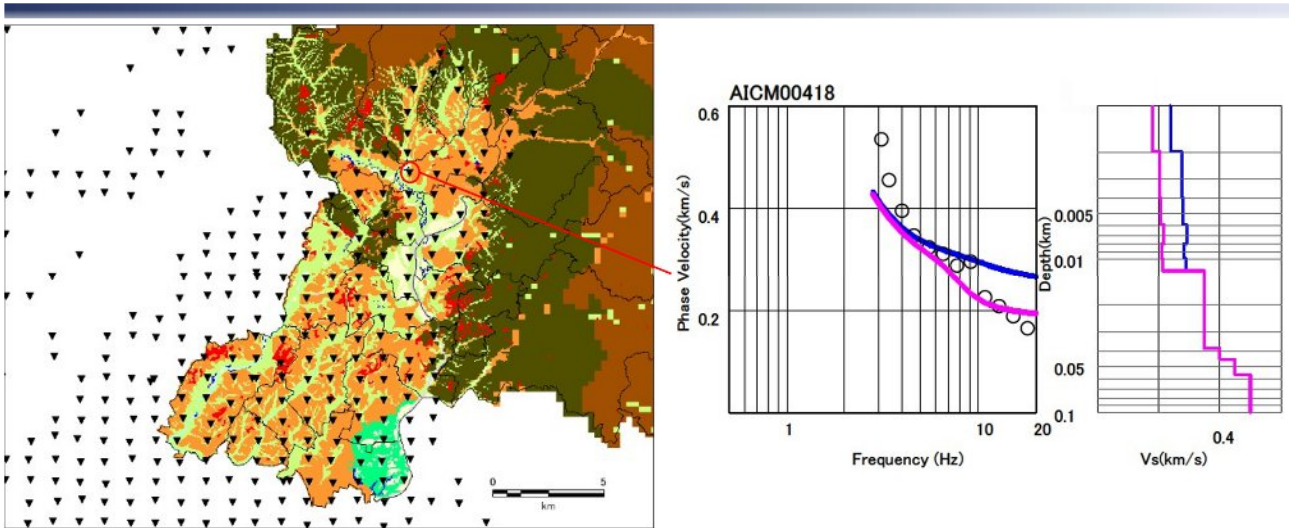 0 5
km
AICM00418
0.6
0.4
0.2
Phase Velocity(km/s)
1 10 20
Frequency (Hz)
Depth(km)
0.005
0.01
0.05
0.1
0.4
Vs(km/s)